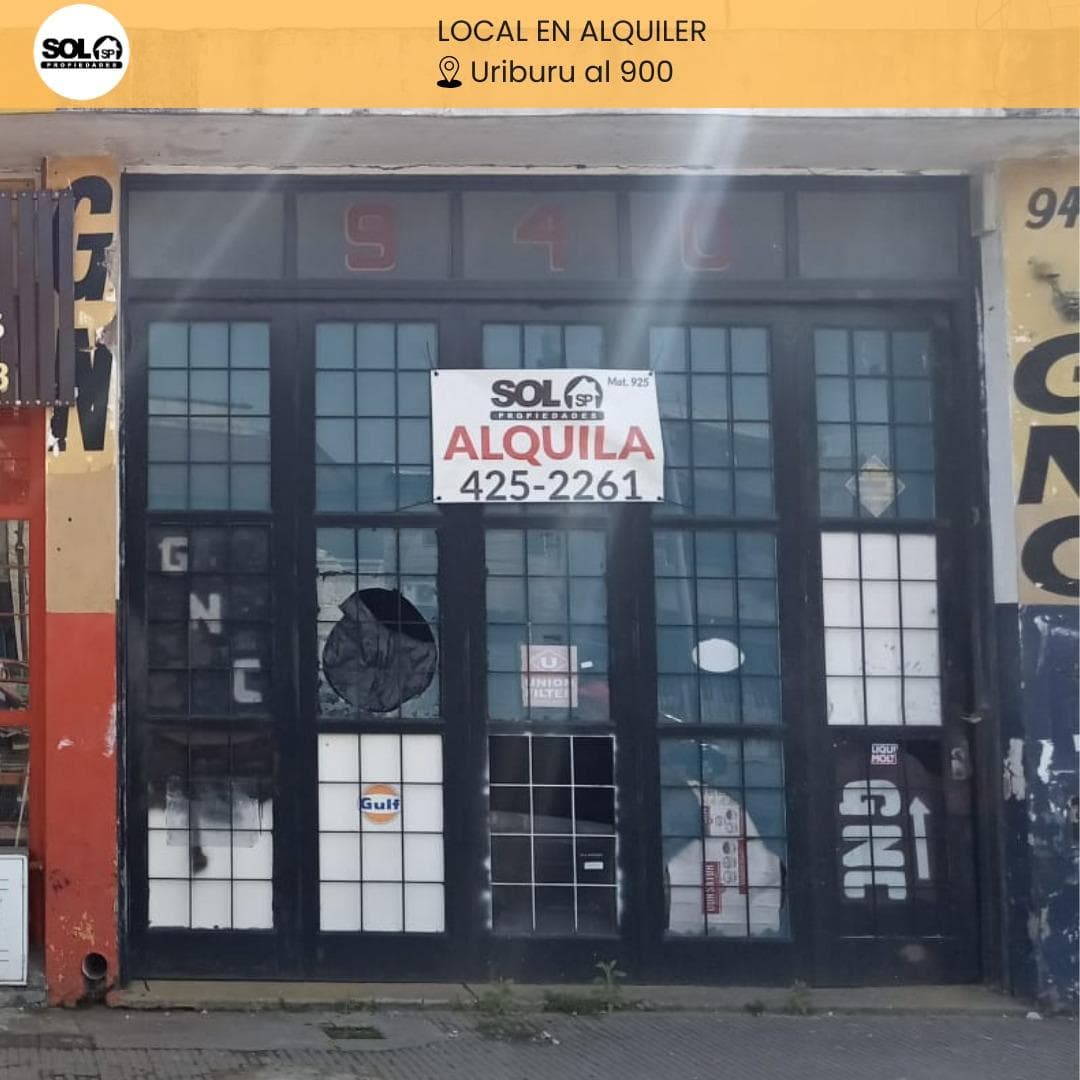 SOL SP
PROPIEDADES
LOCAL EN ALQUILER
Uriburu al 900
940
94
GN
GNC
SOL SP Mat. 925
PROPIEDADES
ALQUILA
425-2261
G
N
C
U
UNION
FILTER
Gulf
LIQUI
MOLY
GNC